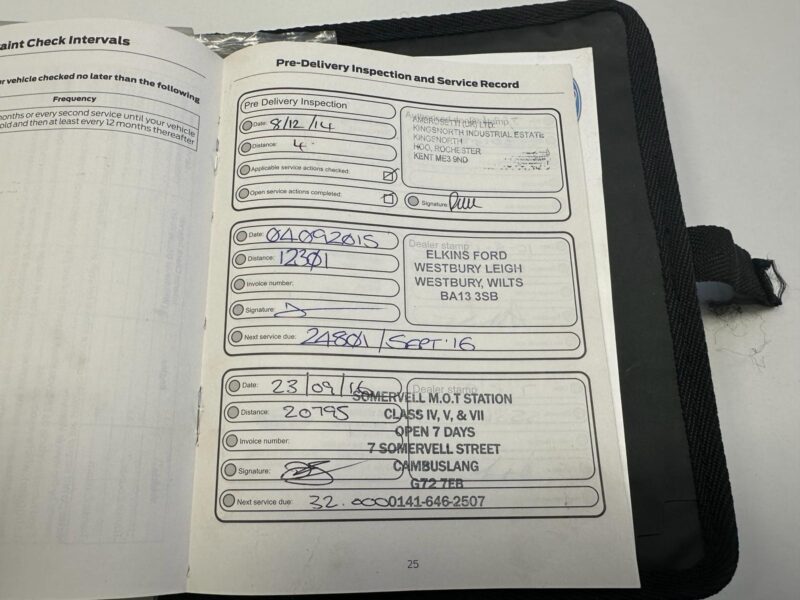 aint Check Intervals
r vehicle checked no later than the following
Frequency
months or every second service until your vehicle
old and then at least every 12 months thereafter
Pre-Delivery Inspection and Service Record
Pre Delivery Inspection
Date: 8/12/14
Distance: 4
Applicable service actions checked:
Open service actions completed:
AMBROSETTI (UK) LTD.
KINGSNORTH INDUSTRIAL ESTATE
KINGSNORTH
HOO, ROCHESTER
KENT ME3 9ND
Signature:
Date: 04092015
Distance: 12301
Invoice number:
Signature:
Next service due: 24801/SEPT.16
Dealer stamp
ELKINS FORD
WESTBURY LEIGH
WESTBURY, WILTS
BA13 3SB
Date: 23/09/16
Distance: 20795
Invoice number:
Signature:
Next service due: 32.000
Dealer stamp
SOMERVELL M.O.T STATION
CLASS IV, V, & VII
OPEN 7 DAYS
7 SOMERVELL STREET
CAMBUSLANG
G72 7EB
0141-646-2507
25